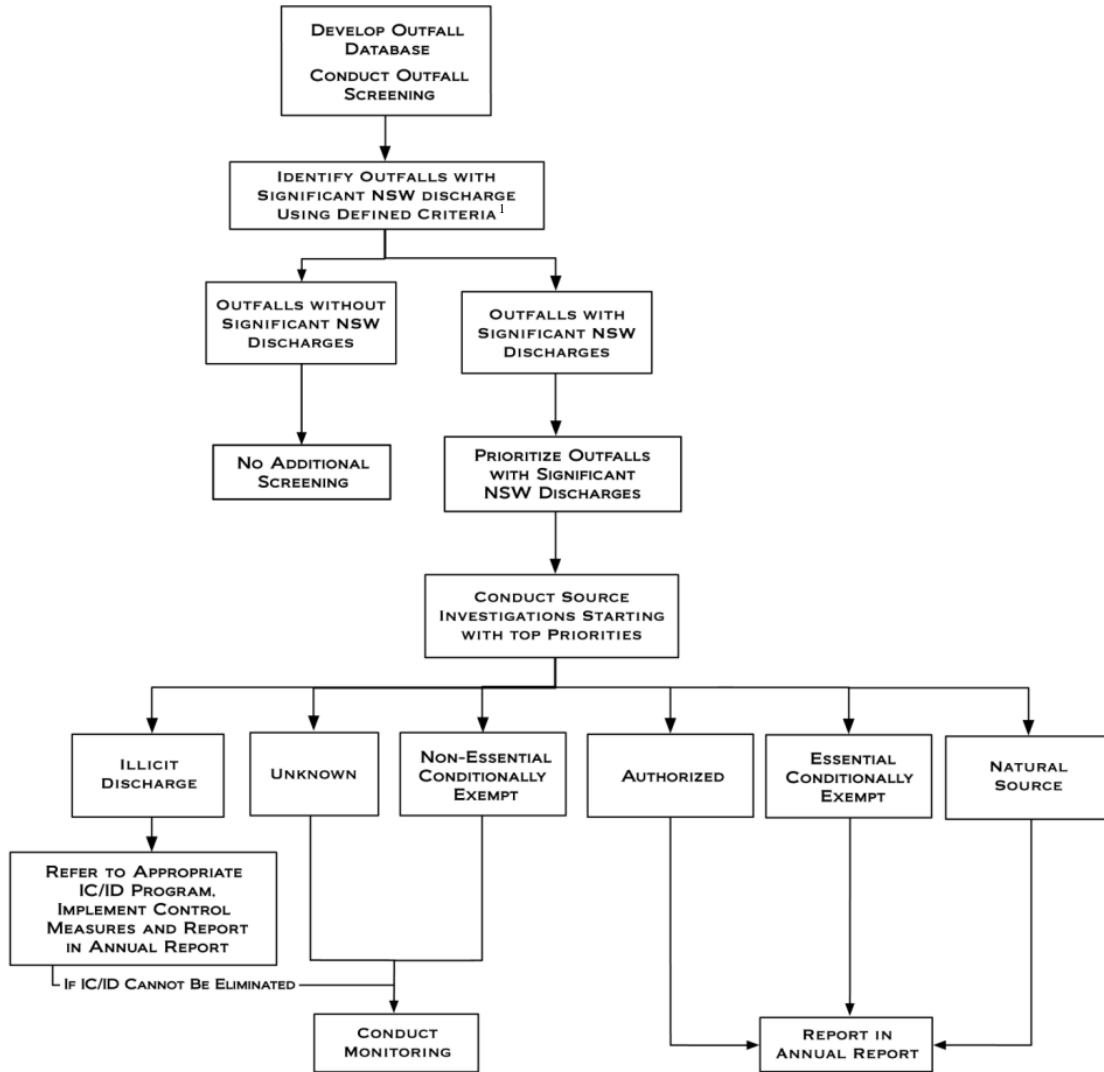 DEVELOP OUTFALL
DATABASE
CONDUCT OUTFALL
SCREENING
IDENTIFY OUTFALLS WITH
SIGNIFICANT NSW DISCHARGE
USING DEFINED CRITERIA1
OUTFALLS WITHOUT
SIGNIFICANT NSW
DISCHARGES
OUTFALLS WITH
SIGNIFICANT NSW
DISCHARGES
NO ADDITIONAL
SCREENING
PRIORITIZE OUTFALLS
WITH SIGNIFICANT
NSW DISCHARGES
CONDUCT SOURCE
INVESTIGATIONS STARTING
WITH TOP PRIORITIES
ILLICIT
DISCHARGE
UNKNOWN
NON-ESSENTIAL
CONDITIONALLY
EXEMPT
AUTHORIZED
ESSENTIAL
CONDITIONALLY
EXEMPT
NATURAL
SOURCE
REFER TO APPROPRIATE
IC/ID PROGRAM,
IMPLEMENT CONTROL
MEASURES AND REPORT
IN ANNUAL REPORT
IF IC/ID CANNOT BE ELIMINATED
CONDUCT
MONITORING
REPORT IN
ANNUAL REPORT